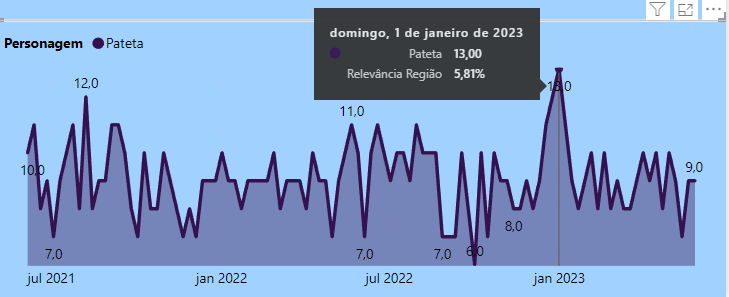 domingo, 1 de janeiro de 2023
Pateta 13,00
Relevância Região 5,81%
Personagem Pateta
12,0
13,0
11,0
10,0
9,0
8,0
7,0
7,0
7,0
6,0
jul 2021
jan 2022
jul 2022
jan 2023